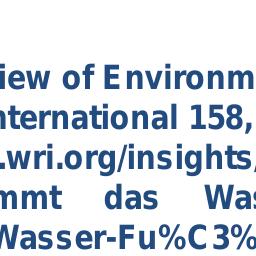 iew of Environm
nternational 158,
.wri.org/insights/
mmt das Was
Wasser-Fu%C3%